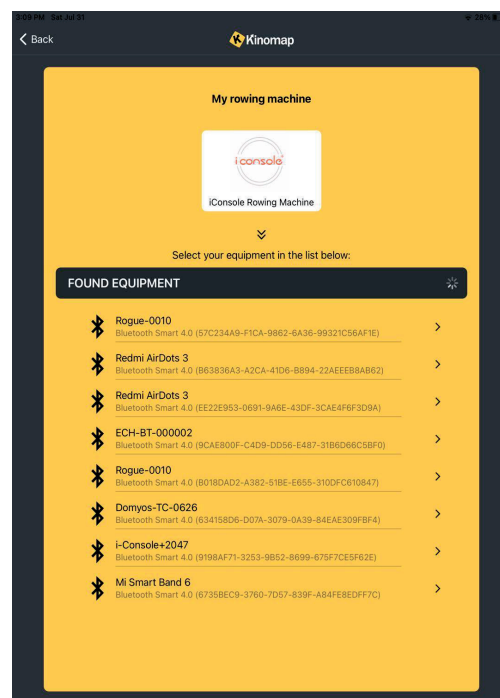 3:09 PM Sat Jul 31
28%
Back
Kinomap
My rowing machine
iconsole
iConsole Rowing Machine
Select your equipment in the list below:
FOUND EQUIPMENT
Rogue-0010
Bluetooth Smart 4.0 (57C234A9-F1CA-9862-6A36-99321C56AF1E)
Redmi AirDots 3
Bluetooth Smart 4.0 (B63836A3-A2CA-41D6-B894-22AEEEB8AB62)
Redmi AirDots 3
Bluetooth Smart 4.0 (EE22E953-0691-9A6E-43DF-3CAE4F6F3D9A)
ECH-BT-000002
Bluetooth Smart 4.0 (9CAE800F-C4D9-DD56-E487-31B6D66C5BF0)
Rogue-0010
Bluetooth Smart 4.0 (B018DAD2-A382-51BE-E655-310DFC610847)
Domyos-TC-0626
Bluetooth Smart 4.0 (634158D6-D07A-3079-0A39-84EAE309FBF4)
i-Console+2047
Bluetooth Smart 4.0 (9198AF71-3253-9B52-8699-675F7CE5F62E)
Mi Smart Band 6
Bluetooth Smart 4.0 (6735BEC9-3760-7D57-839F-A84FE8EDFF7C)